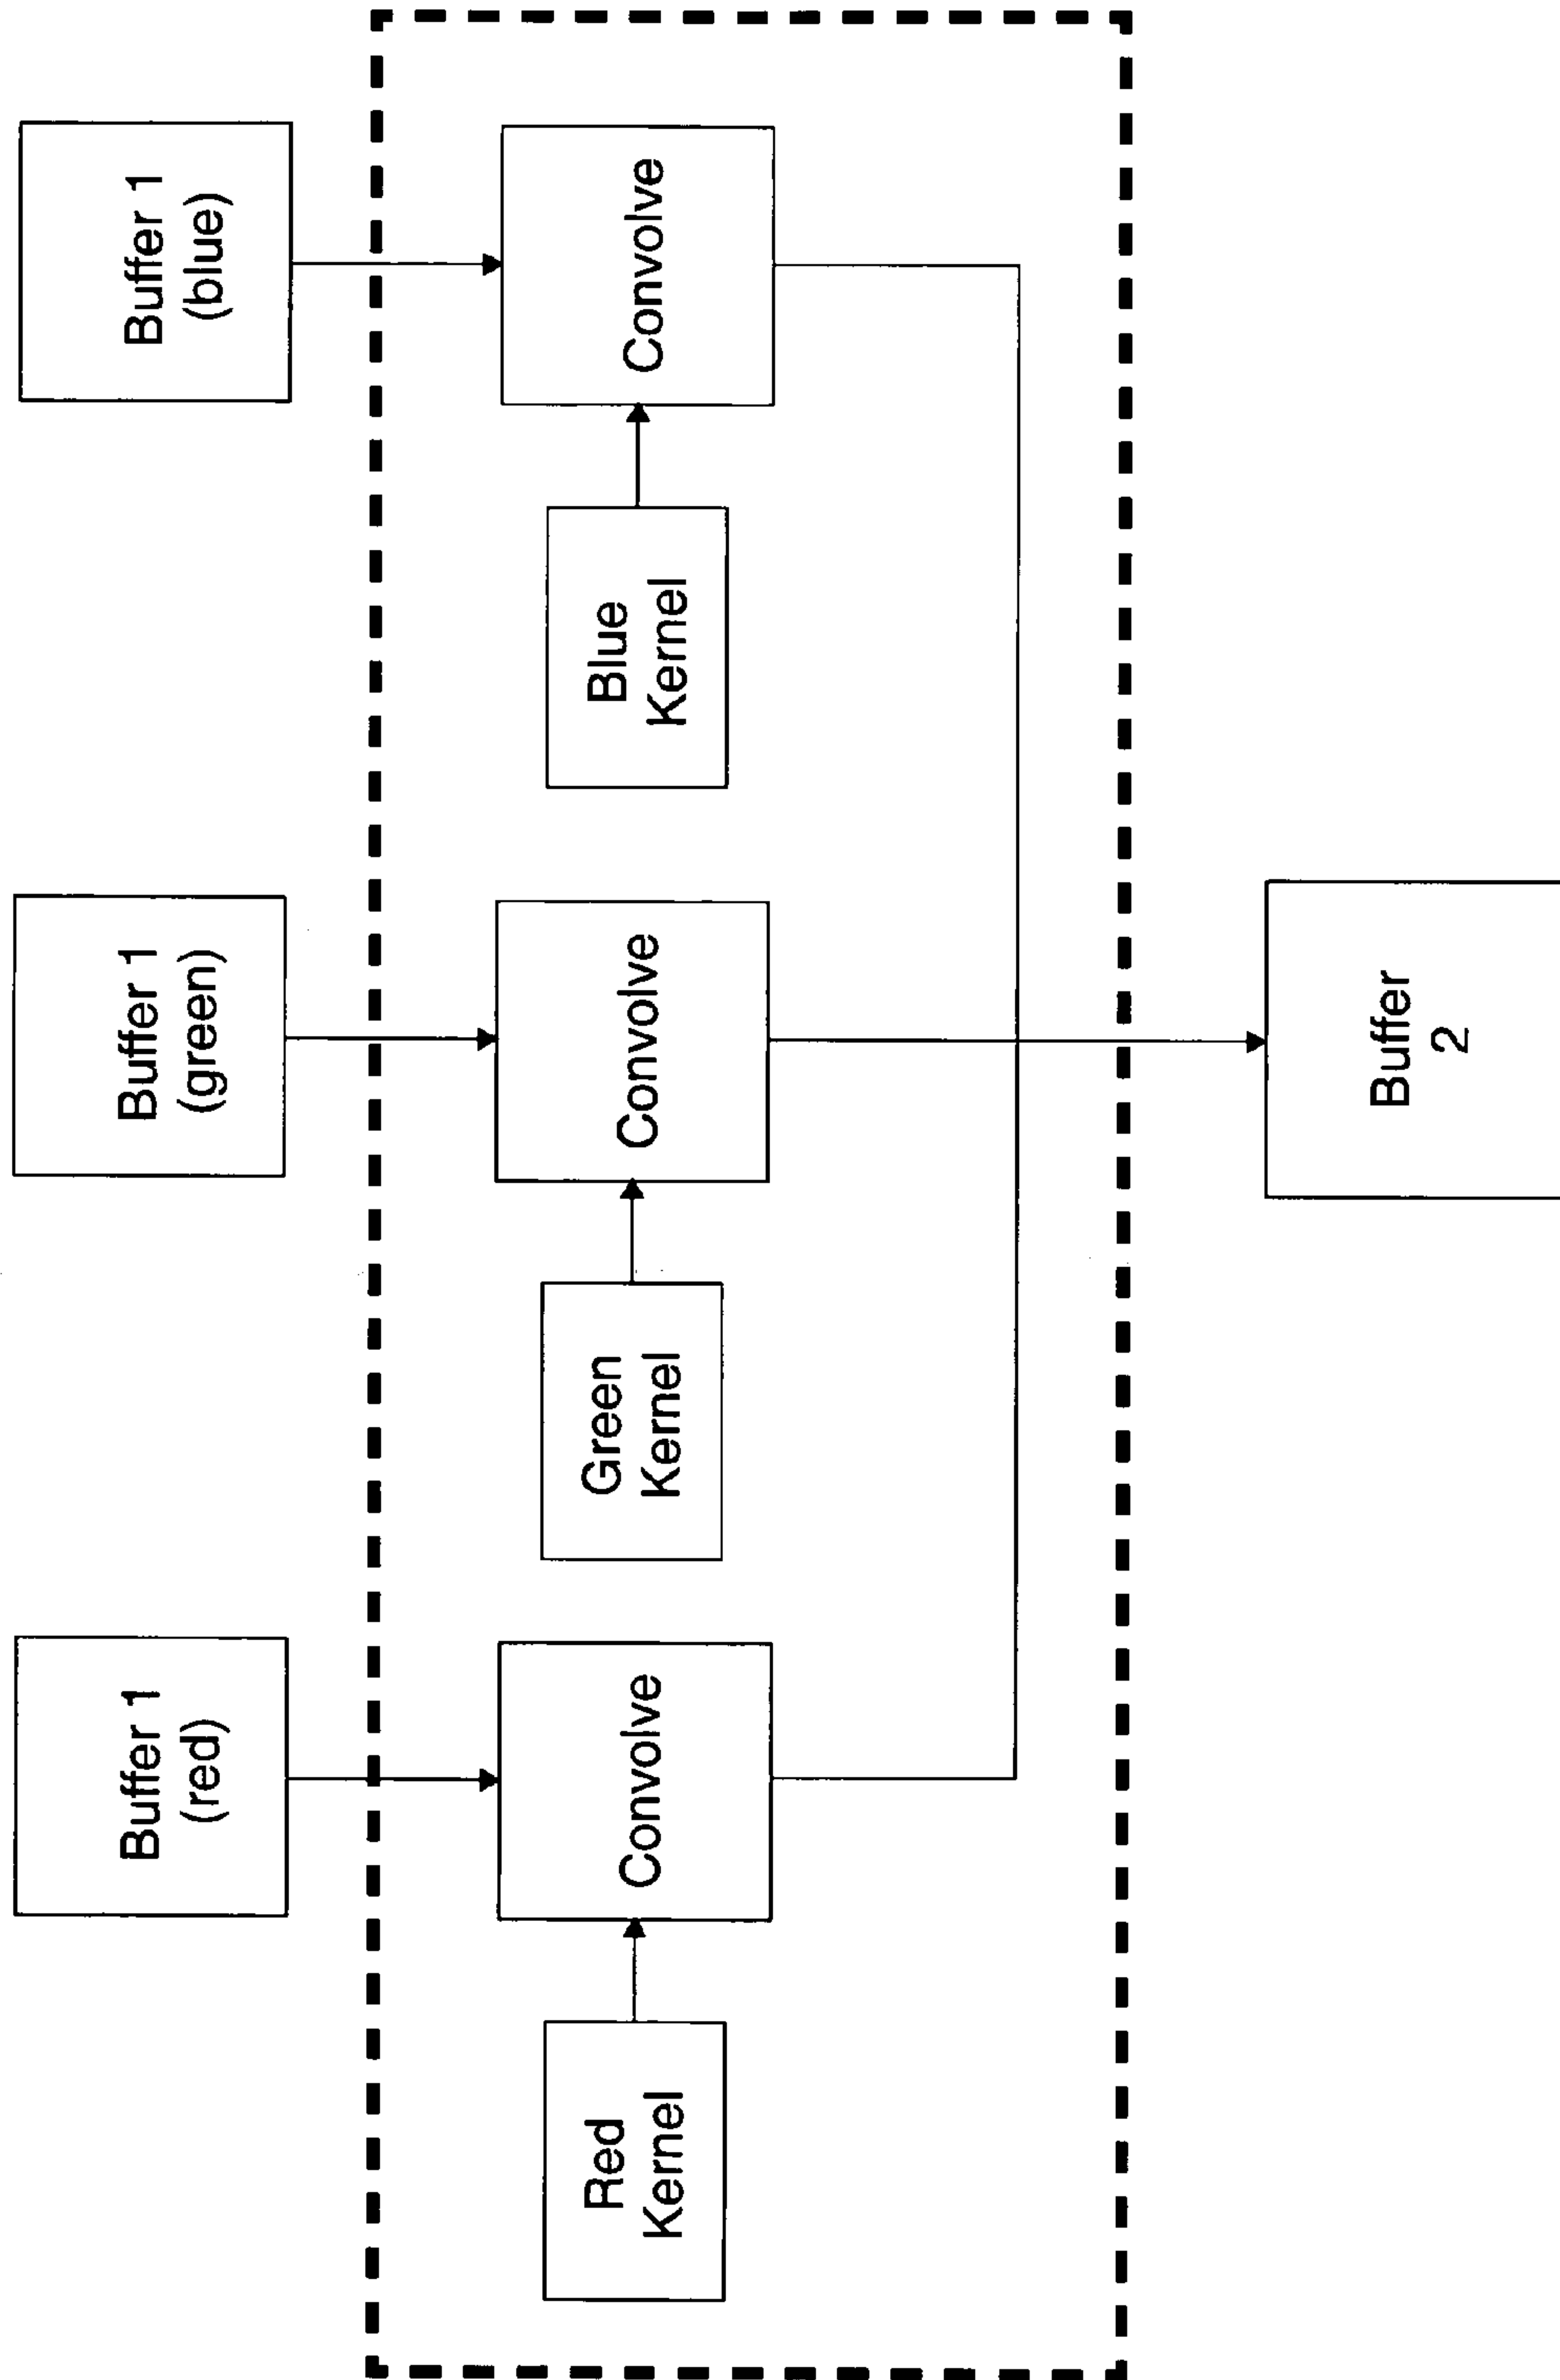 Buffer 1
(red)
Buffer 1
(green)
Buffer 1
(blue)
Red
Kernel
Convolve
Green
Kernel
Convolve
Blue
Kernel
Convolve
Buffer
2